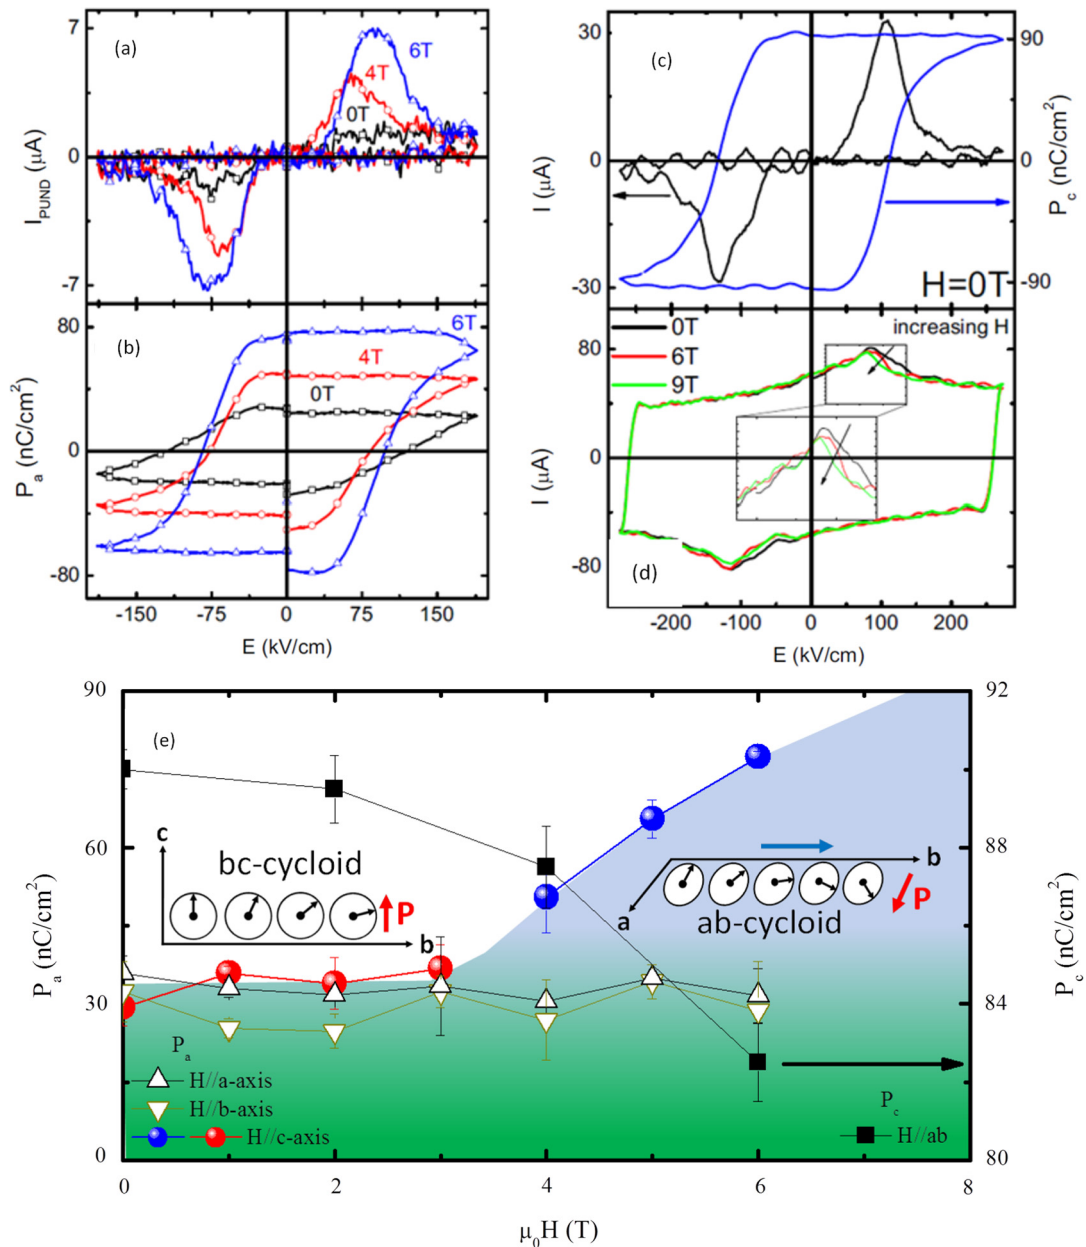 (a)
7
0
-7
I_PUND (μA)
6T
4T
0T
(b)
80
0
-80
P_a (nC/cm²)
6T
4T
0T
-150 -75 0 75 150
E (kV/cm)
(c)
30
0
-30
I (μA)
90
0
-90
P_c (nC/cm²)
H=0T
0T
6T
9T
increasing H
80
0
-80
I (μA)
(d)
-200 -100 0 100 200
E (kV/cm)
(e)
90
60
30
0
P_a (nC/cm²)
92
88
84
80
P_c (nC/cm²)
c
bc-cycloid
P
b
b
a
P
ab-cycloid
P_a
H//a-axis
H//b-axis
H//c-axis
P_c
H//ab
0 2 4 6 8
μ₀H (T)